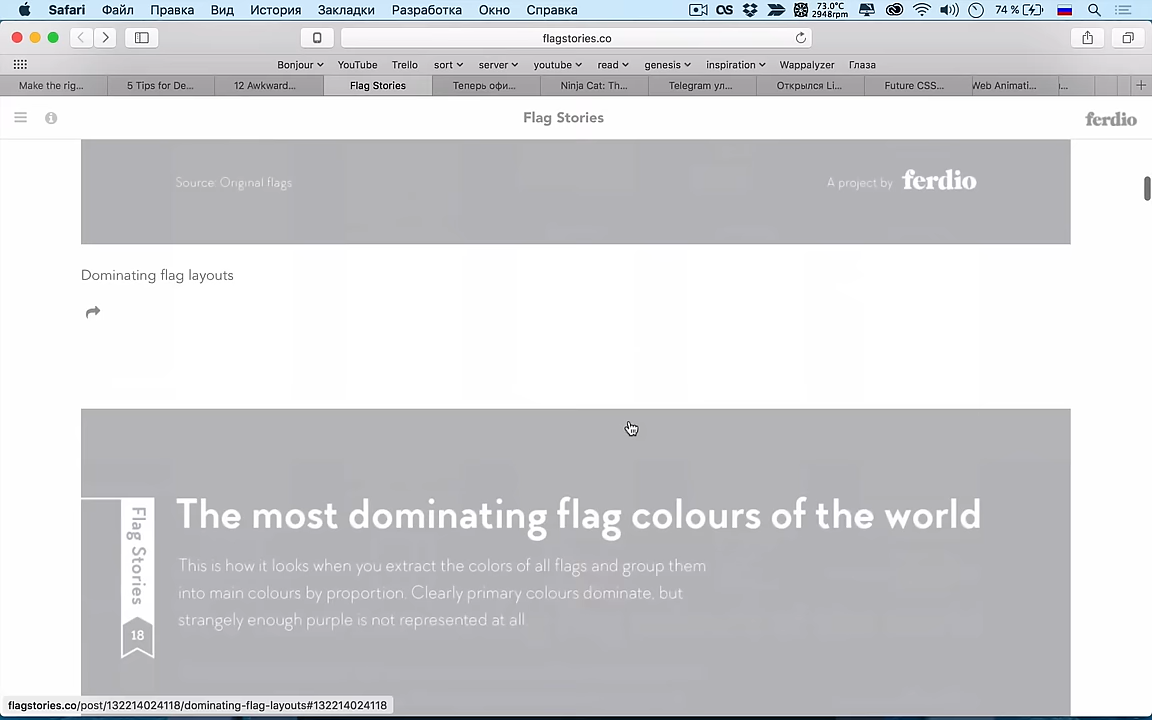 Safari Файл Правка Вид История Закладки Разработка Окно Справка 73.0°C 2948rpm 74 %
flagstories.co
Bonjour YouTube Trello sort server youtube read genesis inspiration Wappalyzer Глаза
Make the rig... 5 Tips for De... 12 Awkward... Flag Stories Теперь офи... Ninja Cat: Th... Telegram ул... Открылся Li... Future CSS... Web Animati...
Flag Stories ferdio
Source: Original flags A project by ferdio
Dominating flag layouts
The most dominating flag colours of the world
This is how it looks when you extract the colors of all flags and group them
into main colours by proportion. Clearly primary colours dominate, but
strangely enough purple is not represented at all
Flag Stories
18
flagstories.co/post/132214024118/dominating-flag-layouts#132214024118